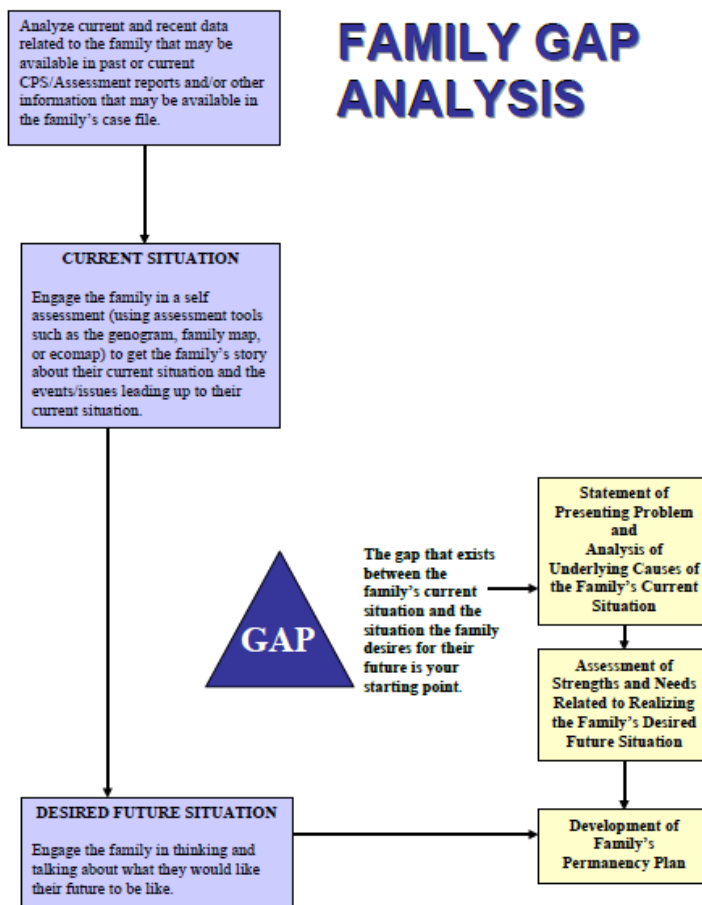 Analyze current and recent data
related to the family that may be
available in past or current
CPS/Assessment reports and/or other
information that may be available in
the family's case file.
FAMILY GAP
ANALYSIS
CURRENT SITUATION
Engage the family in a self
assessment (using assessment tools
such as the genogram, family map,
or ecomap) to get the family's story
about their current situation and the
events/issues leading up to their
current situation.
GAP
The gap that exists
between the
family's current
situation and the
situation the family
desires for their
future is your
starting point.
Statement of
Presenting Problem
and
Analysis of
Underlying Causes of
the Family's Current
Situation
Assessment of
Strengths and Needs
Related to Realizing
the Family's Desired
Future Situation
DESIRED FUTURE SITUATION
Engage the family in thinking and
talking about what they would like
their future to be like.
Development of
Family's
Permanency Plan